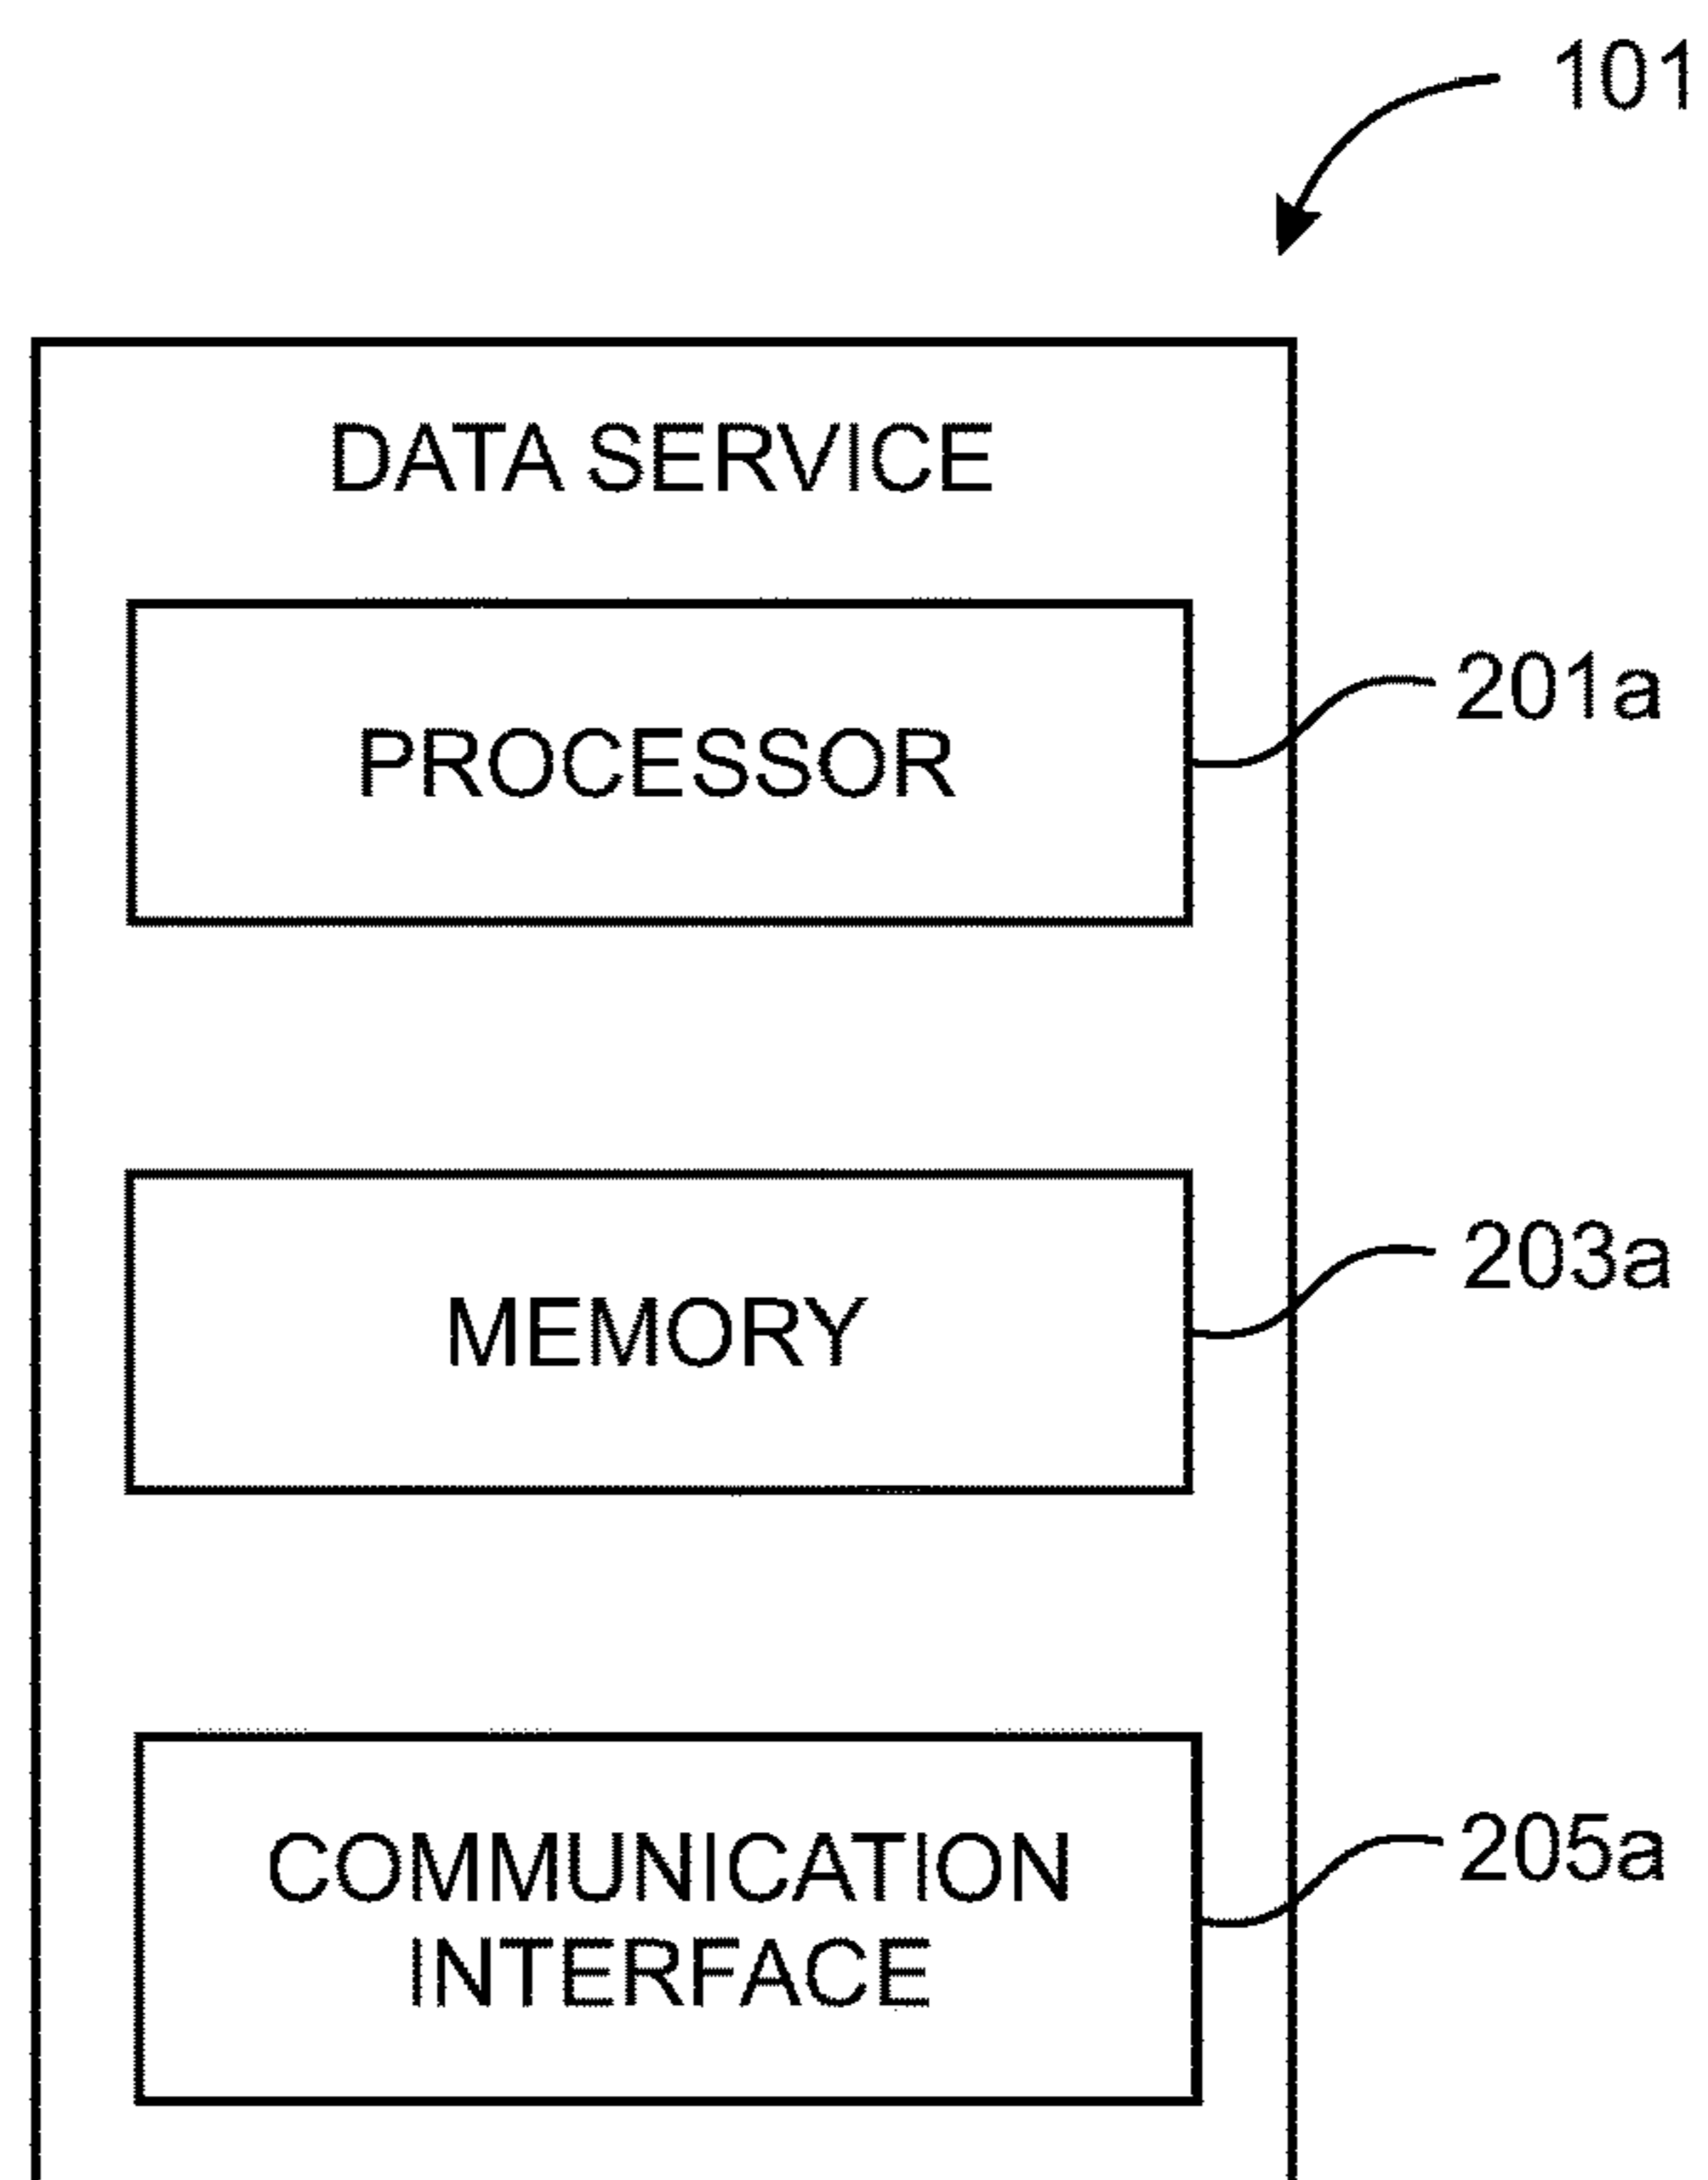 101
DATA SERVICE
PROCESSOR
201a
MEMORY
203a
COMMUNICATION
INTERFACE
205a